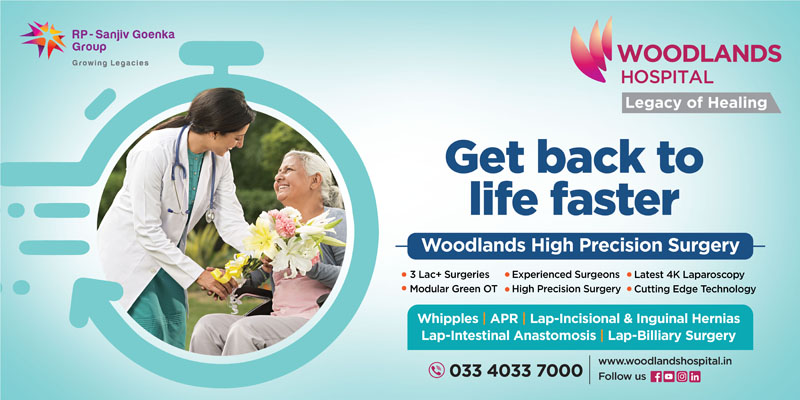 RP - Sanjiv Goenka
Group
Growing Legacies
WOODLANDS
HOSPITAL
Legacy of Healing
Get back to
life faster
Woodlands High Precision Surgery
• 3 Lac+ Surgeries • Experienced Surgeons • Latest 4K Laparoscopy
• Modular Green OT • High Precision Surgery • Cutting Edge Technology
Whipples | APR | Lap-Incisional & Inguinal Hernias
Lap-Intestinal Anastomosis | Lap-Billiary Surgery
033 4033 7000
www.woodlandshospital.in
Follow us